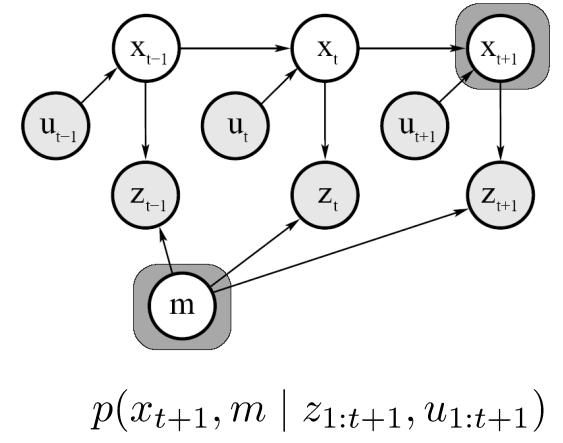 x_{t-1} x_t x_{t+1}
u_{t-1} u_t u_{t+1}
z_{t-1} z_t z_{t+1}
m
p(x_{t+1}, m | z_{1:t+1}, u_{1:t+1})